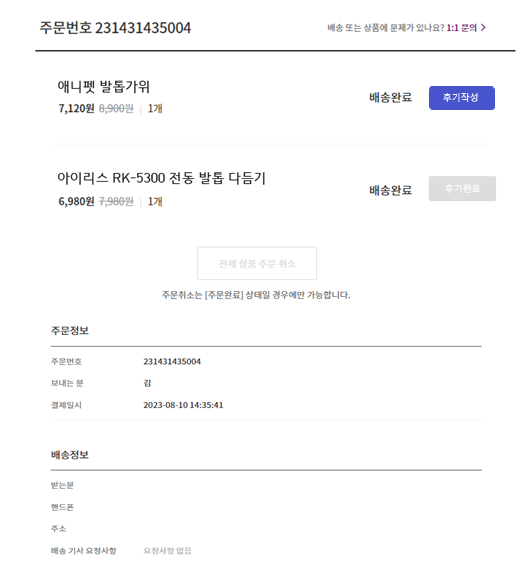 주문번호 231431435004
배송 또는 상품에 문제가 있나요? 1:1 문의 >
애니펫 발톱가위
7,120원 8,900원 | 1개
배송완료
후기작성
아이리스 RK-5300 전동 발톱 다듬기
6,980원 7,980원 | 1개
배송완료
후기완료
전체 상품 주문 취소
주문취소는 [주문완료] 상태일 경우에만 가능합니다.
주문정보
주문번호 231431435004
보내는 분 김
결제일시 2023-08-10 14:35:41
배송정보
받는분
핸드폰
주소
배송 기사 요청사항 요청사항 없음